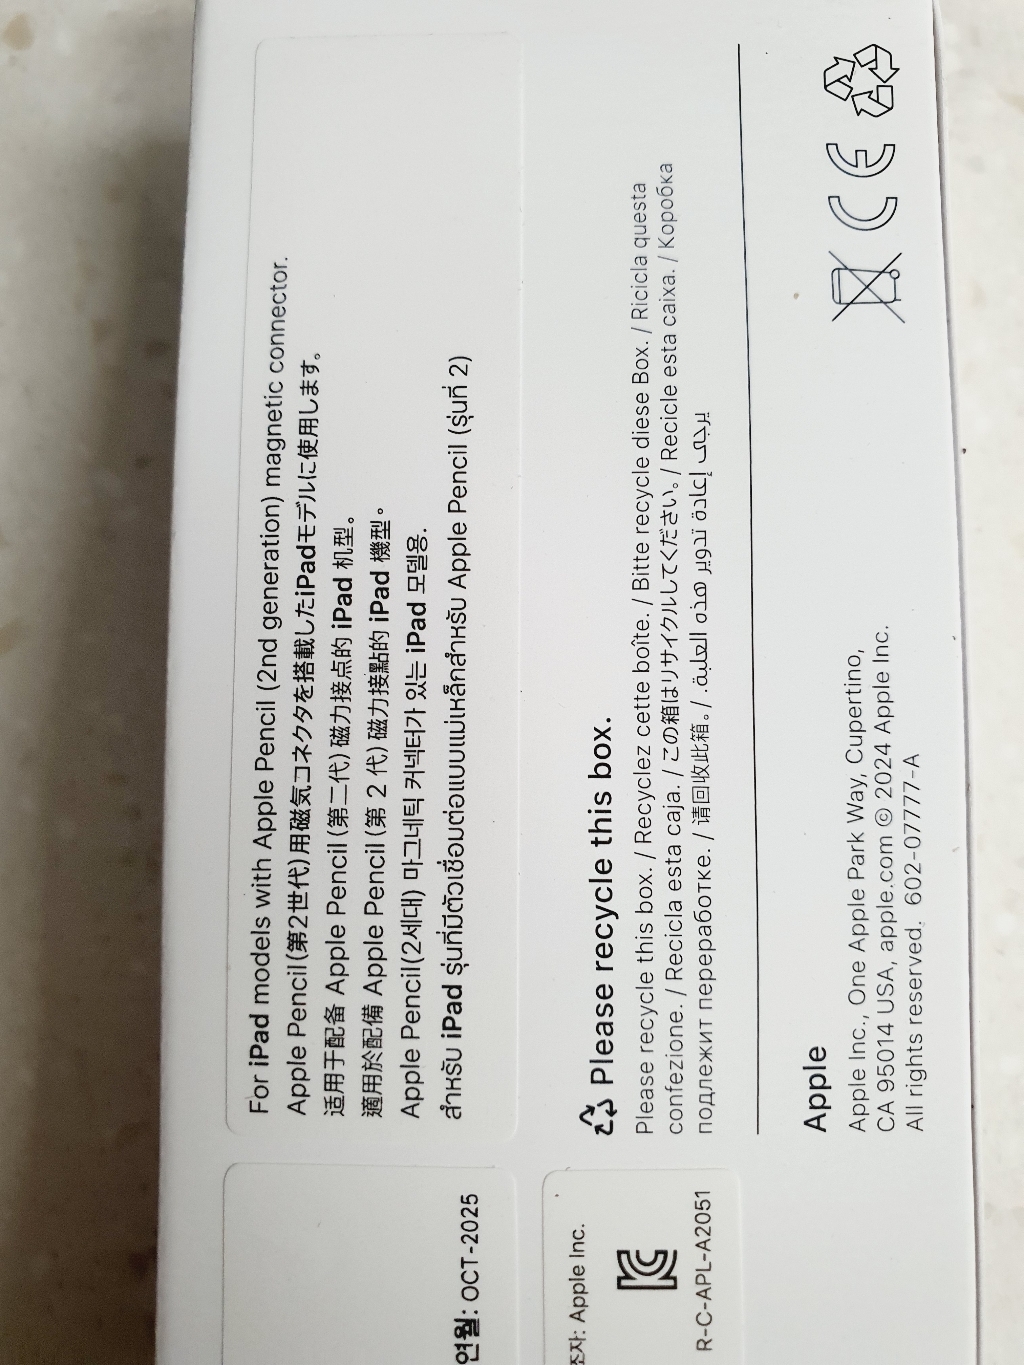 For iPad models with Apple Pencil (2nd generation) magnetic connector.
Apple Pencil(第2世代)用磁気コネクタを搭載したiPadモデルに使用します。
适用于配备 Apple Pencil (第二代) 磁力接点的 iPad 机型。
適用於配備 Apple Pencil (第 2 代) 磁力接點的 iPad 機型。
Apple Pencil(2세대) 마그네틱 커넥터가 있는 iPad 모델용.
สำหรับ iPad รุ่นที่มีตัวเชื่อมต่อแบบแม่เหล็กสำหรับ Apple Pencil (รุ่นที่ 2)
Please recycle this box.
Please recycle this box. / Recyclez cette boîte. / Bitte recycle diese Box. / Ricicla questa
confezione. / Recicla esta caja. / この箱はリサイクルしてください。/ Recicle esta caixa. / Коробка
подлежит переработке. / 请回收此箱。/ يرجى إعادة تدوير هذه العلبة.
Apple
Apple Inc., One Apple Park Way, Cupertino,
CA 95014 USA, apple.com © 2024 Apple Inc.
All rights reserved. 602-07777-A
CE
연월: OCT-2025
조자: Apple Inc.
R-C-APL-A2051